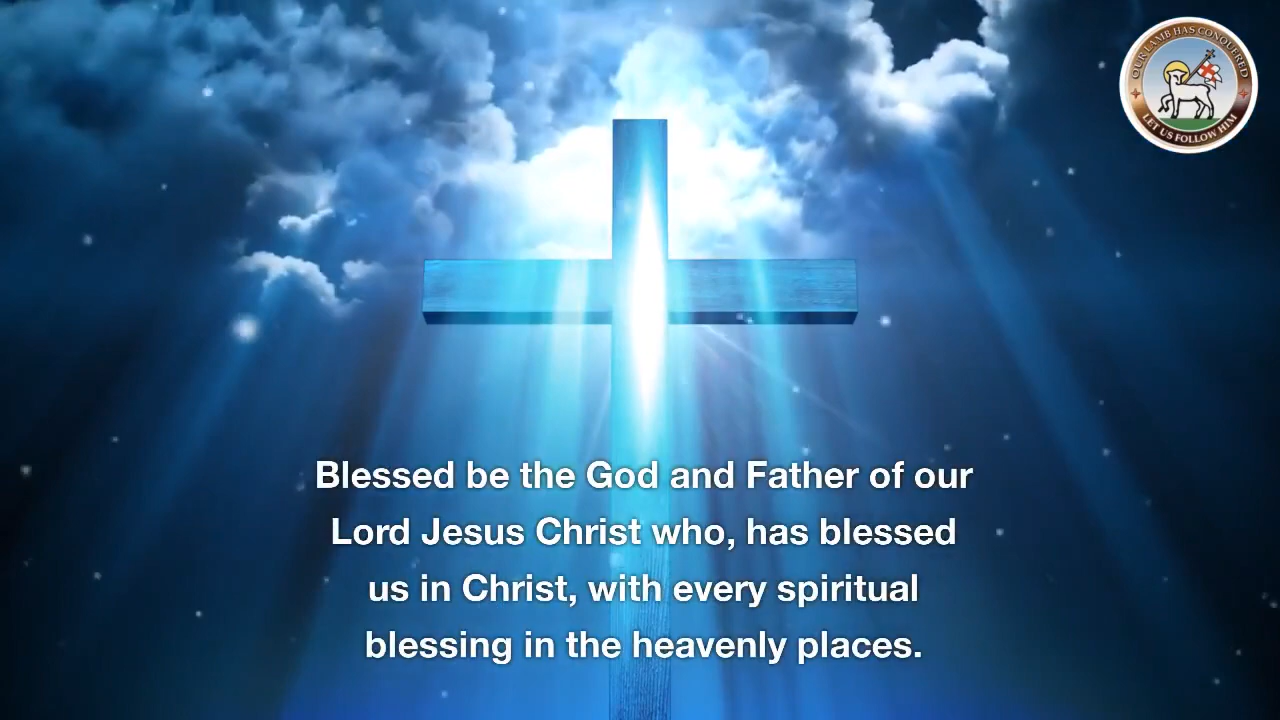 OUR LAMB HAS CONQUERED
LET US FOLLOW HIM
Blessed be the God and Father of our
Lord Jesus Christ who, has blessed
us in Christ, with every spiritual
blessing in the heavenly places.